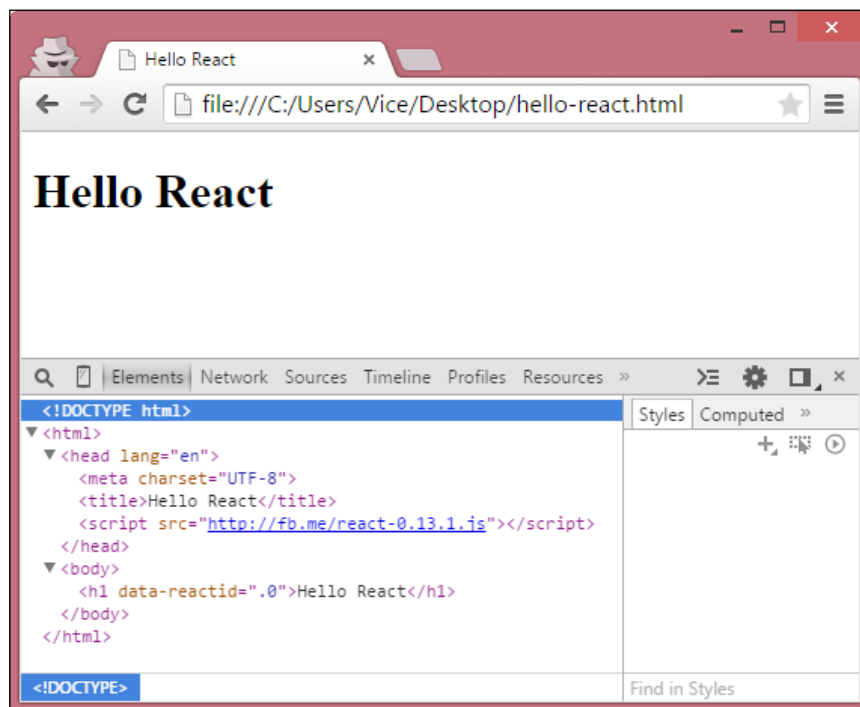 Hello React
file:///C:/Users/Vice/Desktop/hello-react.html
Hello React
Elements Network Sources Timeline Profiles Resources »
<!DOCTYPE html>
<html>
<head lang="en">
<meta charset="UTF-8">
<title>Hello React</title>
<script src="http://fb.me/react-0.13.1.js"></script>
</head>
<body>
<h1 data-reactid=".0">Hello React</h1>
</body>
</html>
<!DOCTYPE>
Styles Computed »
Find in Styles